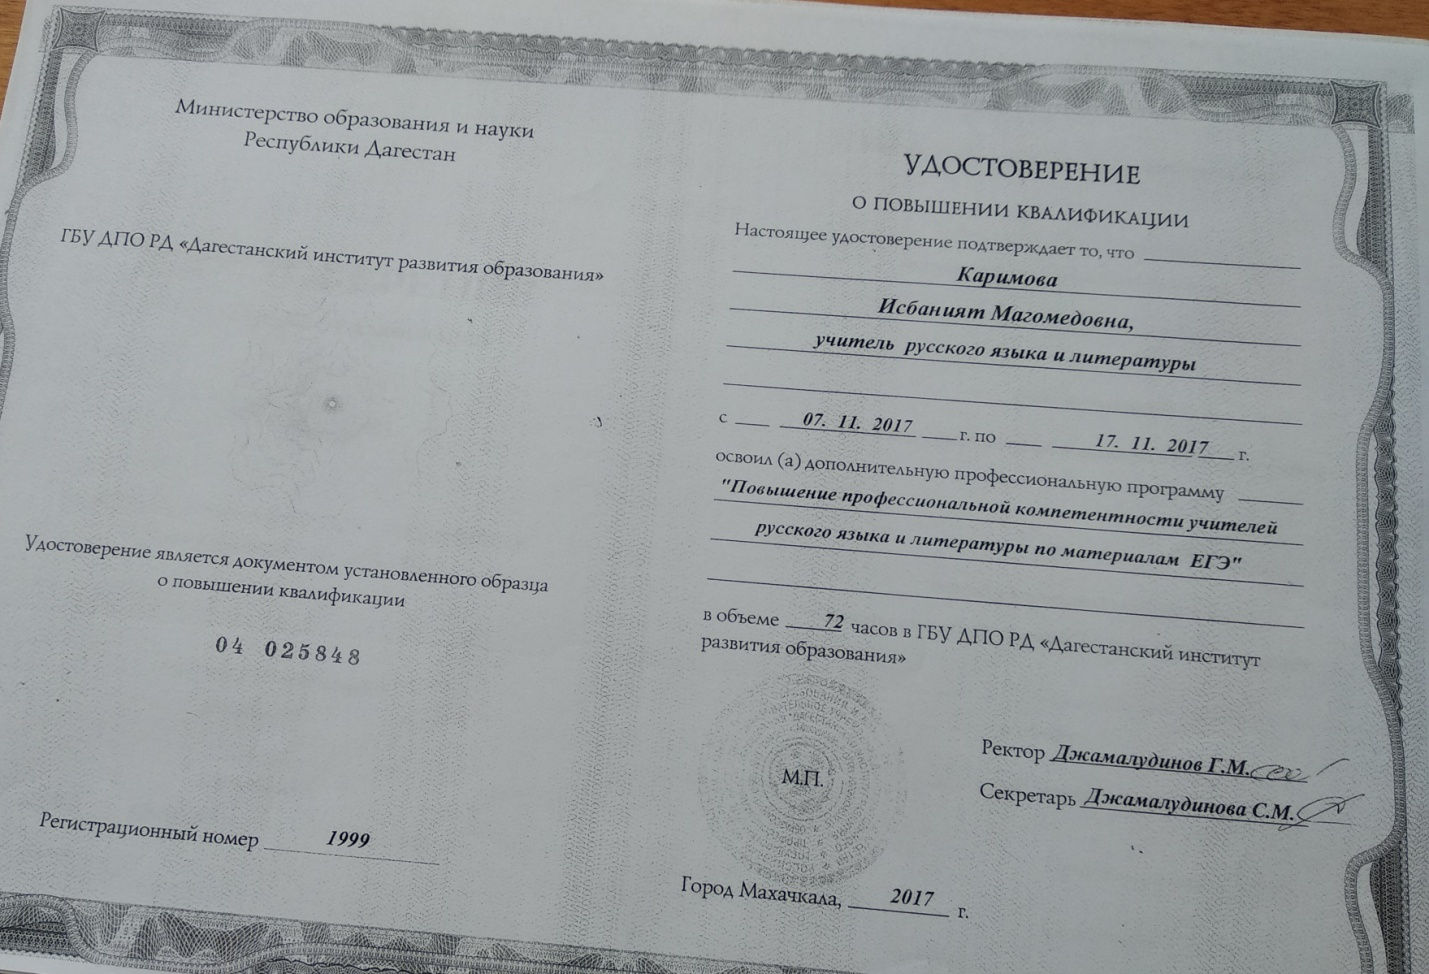 Министерство образования и науки
Республики Дагестан
ГБУ ДПО РД «Дагестанский институт развития образования»
Удостоверение является документом установленного образца
о повышении квалификации
04 025848
Регистрационный номер 1999
УДОСТОВЕРЕНИЕ
О ПОВЫШЕНИИ КВАЛИФИКАЦИИ
Настоящее удостоверение подтверждает то, что
Каримова
Исбаният Магомедовна,
учитель русского языка и литературы
с 07. 11. 2017 г. по 17. 11. 2017 г.
освоил (а) дополнительную профессиональную программу
"Повышение профессиональной компетентности учителей
русского языка и литературы по материалам ЕГЭ"
в объеме 72 часов в ГБУ ДПО РД «Дагестанский институт
развития образования»
М.П.
Ректор Джамалудинов Г.М.
Секретарь Джамалудинова С.М.
Город Махачкала, 2017 г.